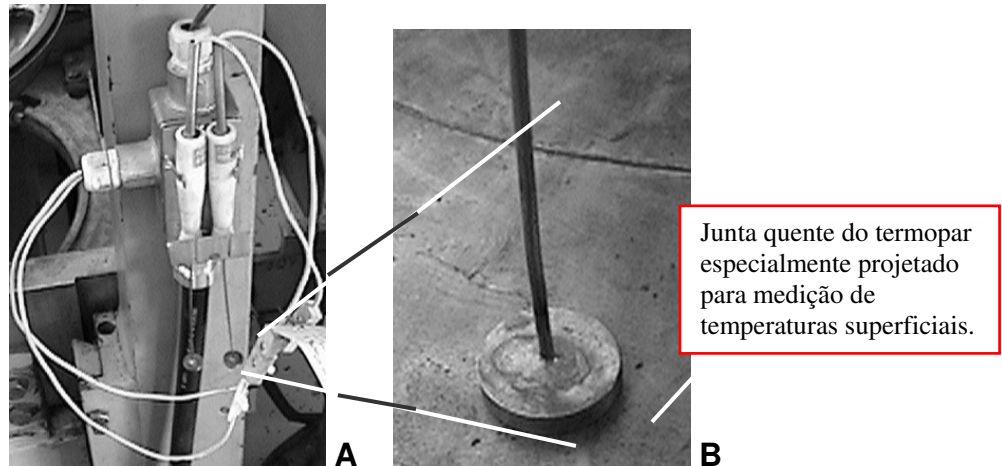 Junta quente do termopar
especialmente projetado
para medição de
temperaturas superficiais.
A
B